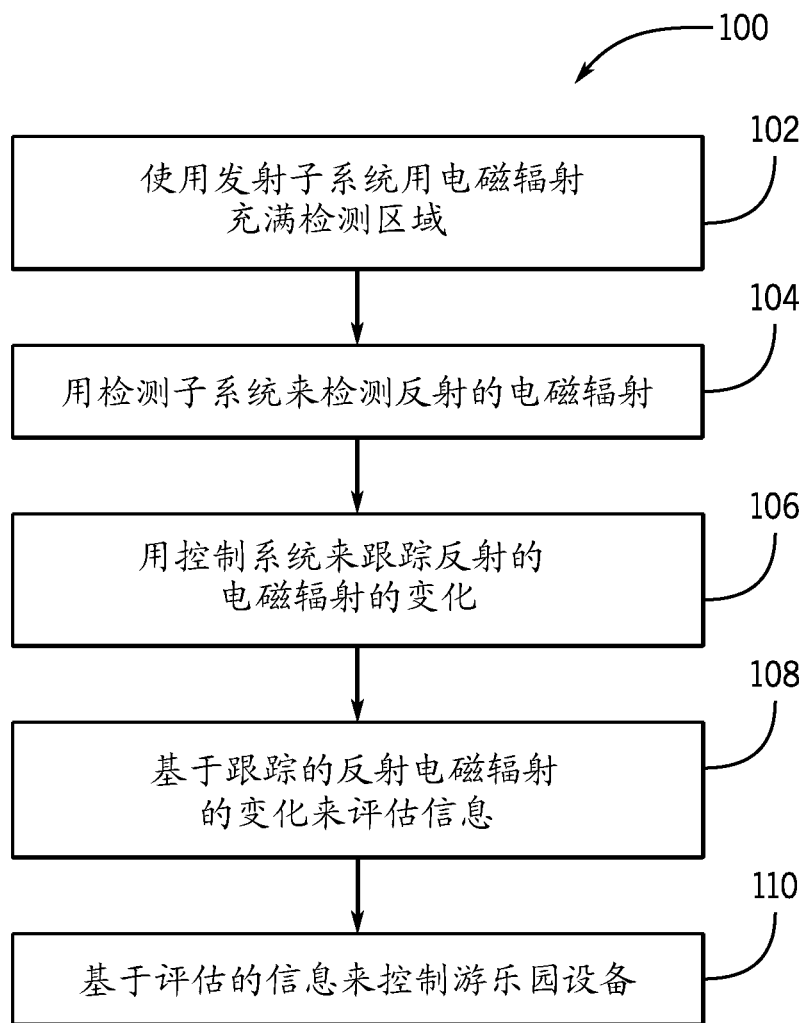 100
102
使用发射子系统用电磁辐射
充满检测区域
104
用检测子系统来检测反射的电磁辐射
106
用控制系统来跟踪反射的
电磁辐射的变化
108
基于跟踪的反射电磁辐射
的变化来评估信息
110
基于评估的信息来控制游乐园设备